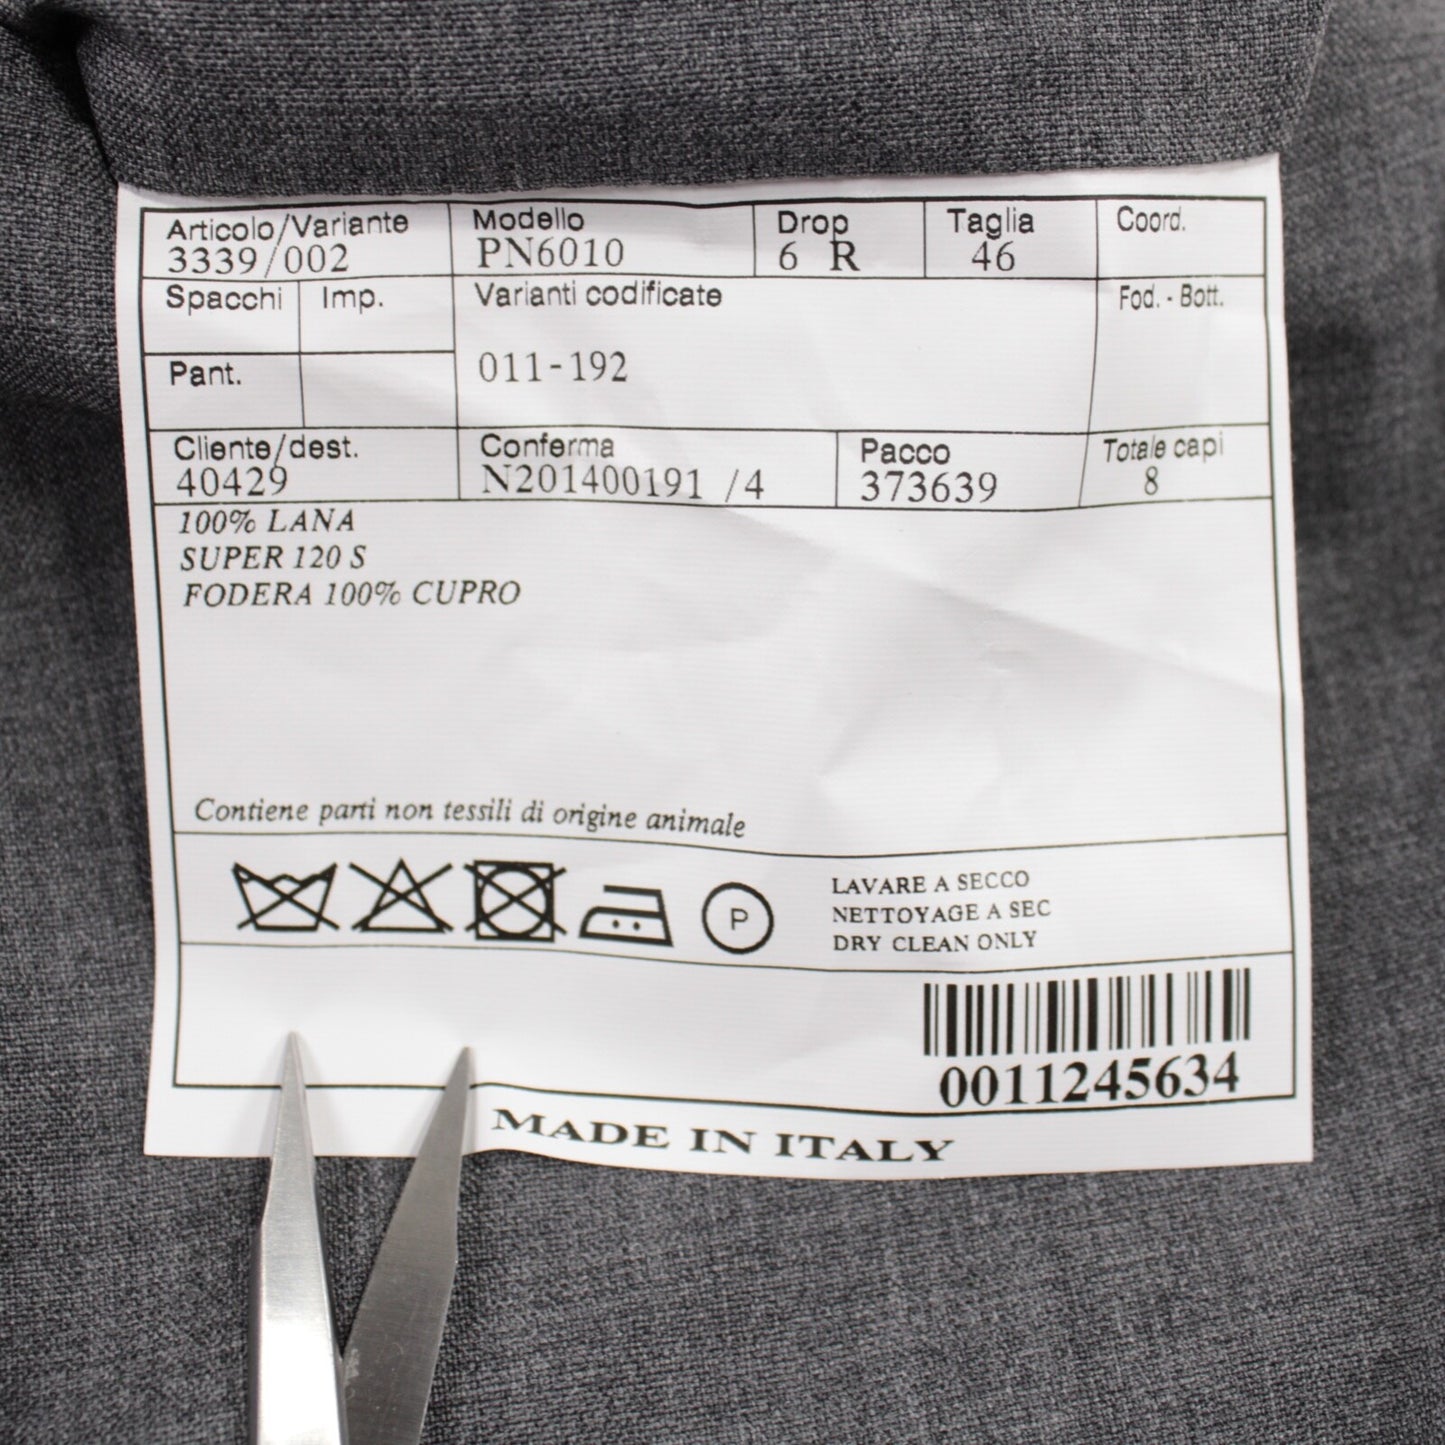 Articolo/Variante Modello Drop Taglia Coord.
3339/002 PN6010 6 R 46
Spacchi Imp. Varianti codificate Fod. - Bott.
Pant. 011-192
Cliente/dest. Conferma Pacco Totale capi
40429 N201400191 /4 373639 8
100% LANA
SUPER 120 S
FODERA 100% CUPRO
Contiene parti non tessili di origine animale
P
LAVARE A SECCO
NETTOYAGE A SEC
DRY CLEAN ONLY
0011245634
MADE IN ITALY